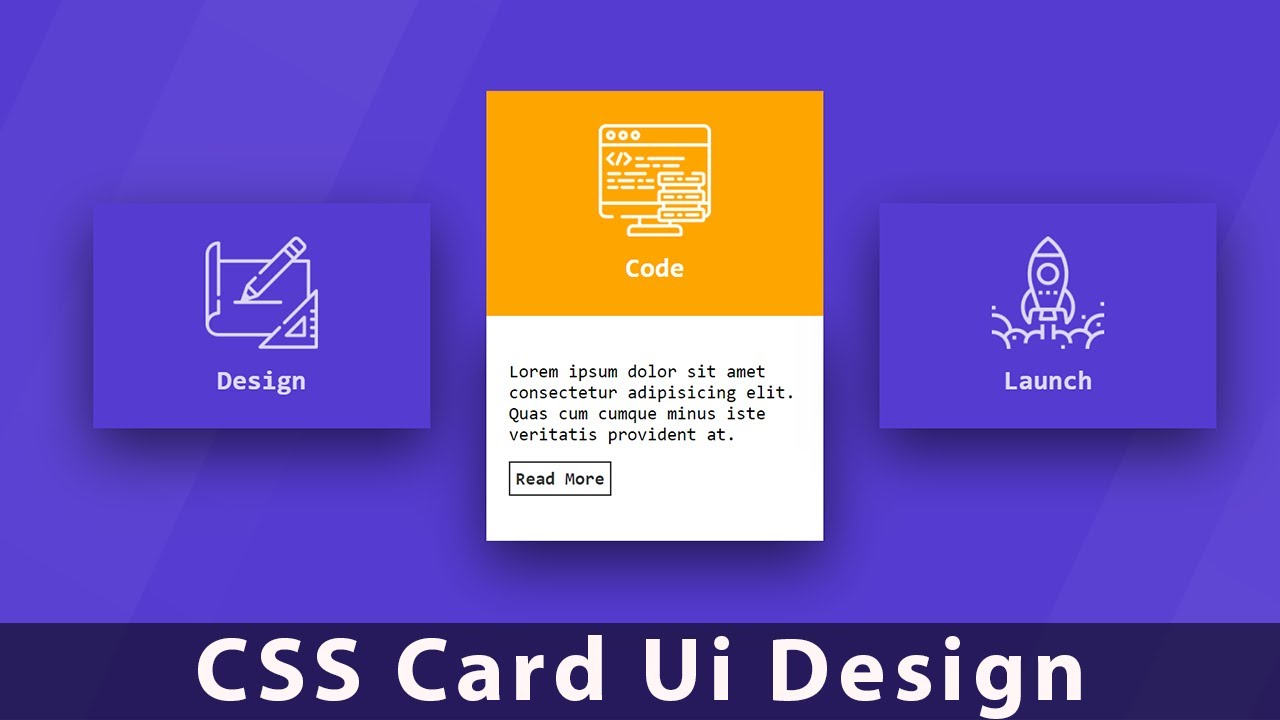 Design
</>
Code
Lorem ipsum dolor sit amet
consectetur adipisicing elit.
Quas cum cumque minus iste
veritatis provident at.
Read More
Launch
CSS Card Ui Design